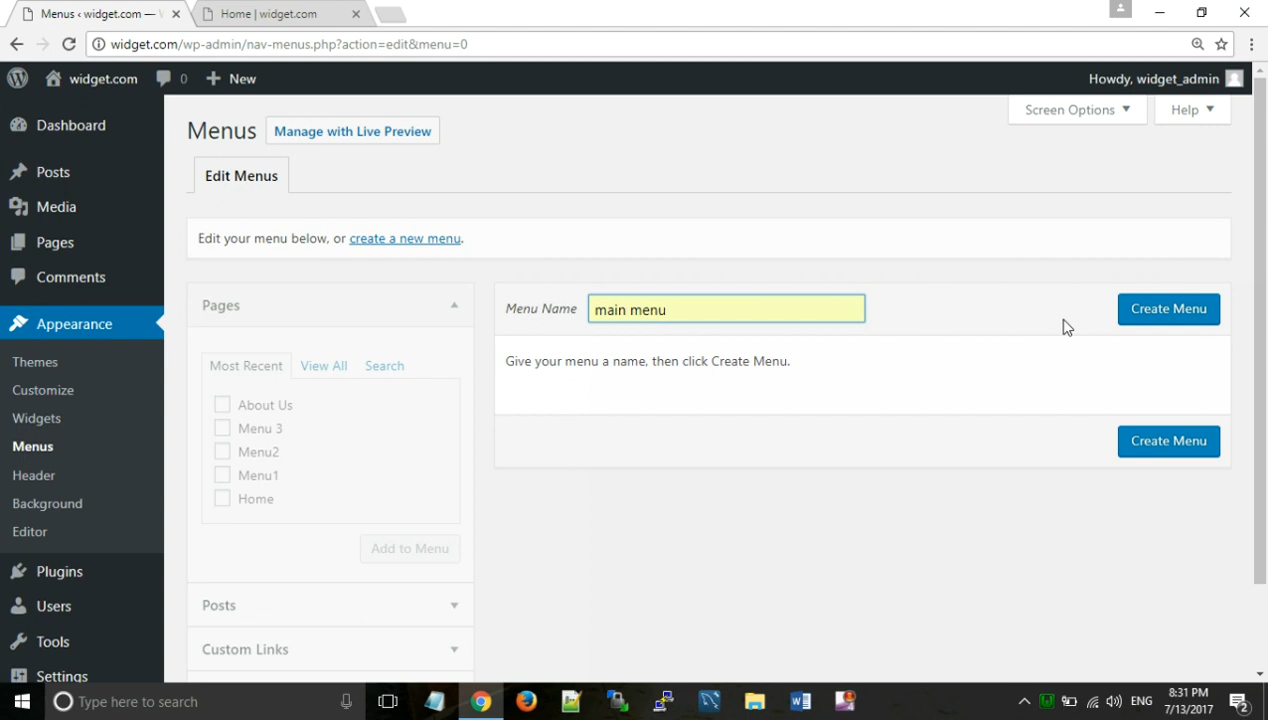 Menus ‹ widget.com —
Home | widget.com
widget.com/wp-admin/nav-menus.php?action=edit&menu=0
widget.com 0 New Howdy, widget_admin
Screen Options Help
Dashboard
Posts
Media
Pages
Comments
Appearance
Themes
Customize
Widgets
Menus
Header
Background
Editor
Plugins
Users
Tools
Settings
Menus Manage with Live Preview
Edit Menus
Edit your menu below, or create a new menu.
Pages
Most Recent View All Search
About Us
Menu 3
Menu2
Menu1
Home
Add to Menu
Posts
Custom Links
Menu Name main menu Create Menu
Give your menu a name, then click Create Menu.
Create Menu
Type here to search
ENG
8:31 PM
7/13/2017
2